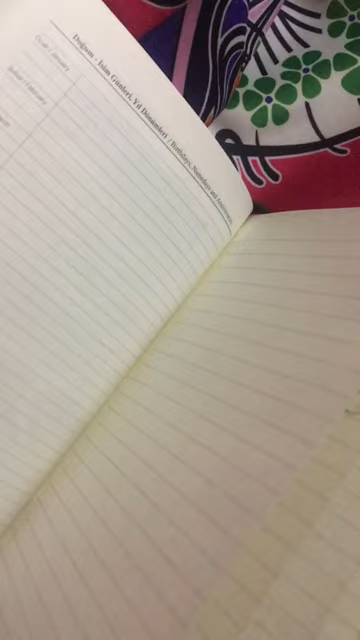 Doğum - İsim Günleri, Yıl Dönümleri / Birthdays, Namedays and Anniversaries
Ocak / January
Şubat / February